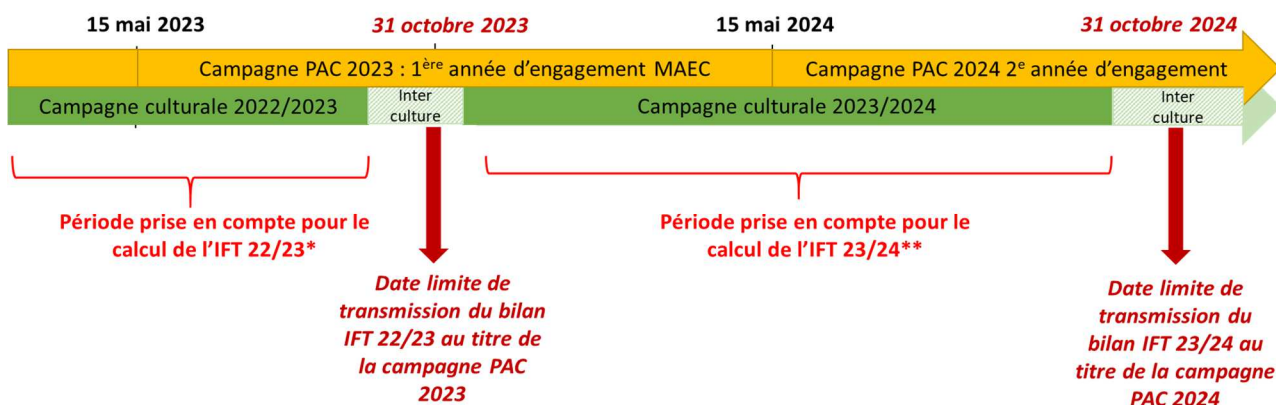 15 mai 2023
31 octobre 2023
15 mai 2024
31 octobre 2024
Campagne PAC 2023 : 1ère année d’engagement MAEC
Campagne PAC 2024 2e année d’engagement
Campagne culturale 2022/2023
Inter
culture
Campagne culturale 2023/2024
Inter
culture
Période prise en compte pour le
calcul de l’IFT 22/23*
Période prise en compte pour le
calcul de l’IFT 23/24**
Date limite de
transmission du bilan
IFT 22/23 au titre de
la campagne PAC
2023
Date limite de
transmission du
bilan IFT 23/24 au
titre de la campagne
PAC 2024